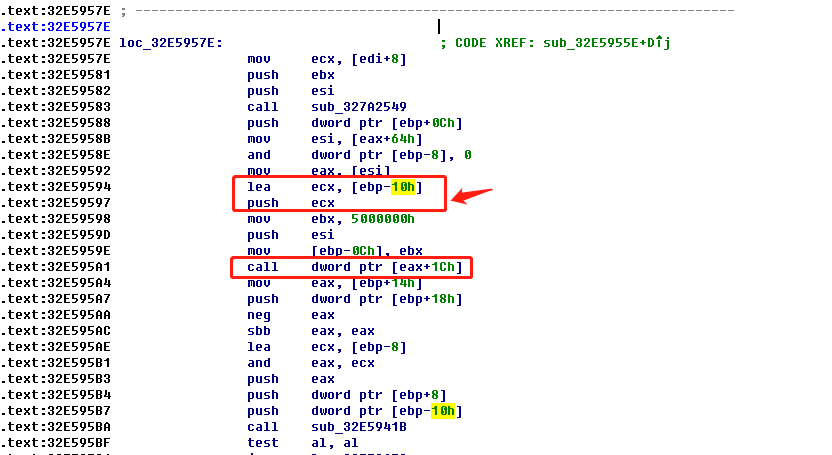 .text:32E5957E ; ---------------------------------------------------------------------------
.text:32E5957E
.text:32E5957E loc_32E5957E: ; CODE XREF: sub_32E5955E+D↑j
.text:32E5957E mov ecx, [edi+8]
.text:32E59581 push ebx
.text:32E59582 push esi
.text:32E59583 call sub_327A2549
.text:32E59588 push dword ptr [ebp+0Ch]
.text:32E5958B mov esi, [eax+64h]
.text:32E5958E and dword ptr [ebp-8], 0
.text:32E59592 mov eax, [esi]
.text:32E59594 lea ecx, [ebp-10h]
.text:32E59597 push ecx
.text:32E59598 mov ebx, 5000000h
.text:32E5959D push esi
.text:32E5959E mov [ebp-0Ch], ebx
.text:32E595A1 call dword ptr [eax+1Ch]
.text:32E595A4 mov eax, [ebp+14h]
.text:32E595A7 push dword ptr [ebp+18h]
.text:32E595AA neg eax
.text:32E595AC sbb eax, eax
.text:32E595AE lea ecx, [ebp-8]
.text:32E595B1 and eax, ecx
.text:32E595B3 push eax
.text:32E595B4 push dword ptr [ebp+8]
.text:32E595B7 push dword ptr [ebp-10h]
.text:32E595BA call sub_32E5941B
.text:32E595BF test al, al